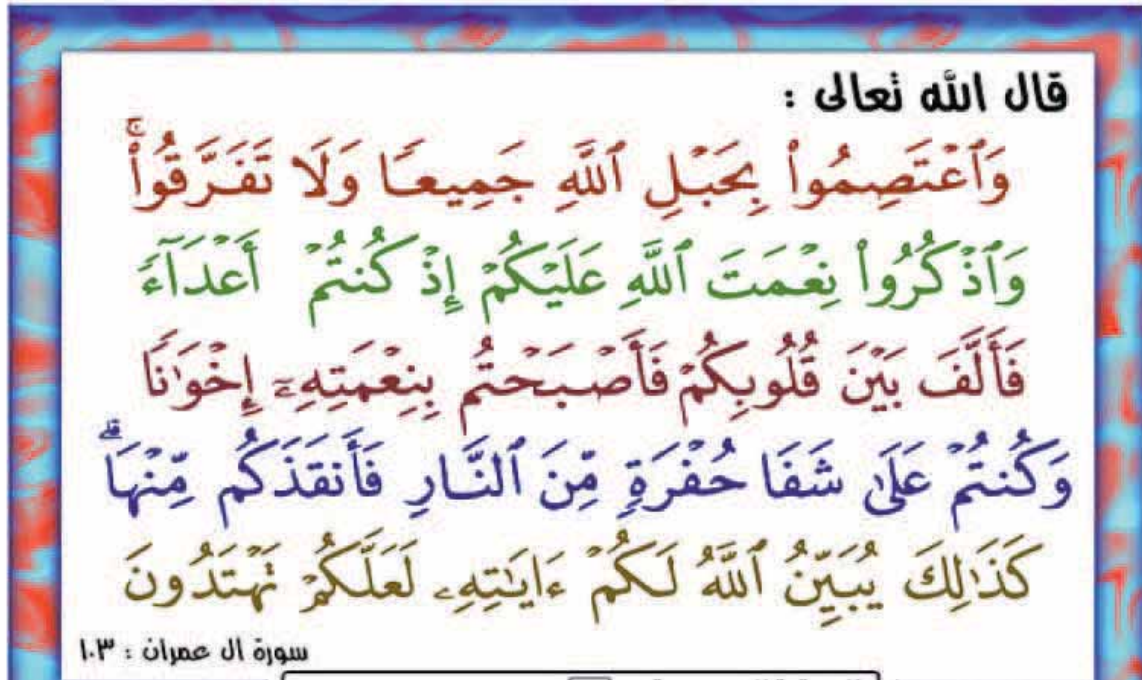 قال الله تعالى :
وَٱعۡتَصِمُواْ بِحَبۡلِ ٱللَّهِ جَمِيعٗا وَلَا تَفَرَّقُواْۚ
وَٱذۡكُرُواْ نِعۡمَتَ ٱللَّهِ عَلَيۡكُمۡ إِذۡ كُنتُمۡ أَعۡدَآءٗ
فَأَلَّفَ بَيۡنَ قُلُوبِكُمۡ فَأَصۡبَحۡتُم بِنِعۡمَتِهِۦٓ إِخۡوَٰنٗا
وَكُنتُمۡ عَلَىٰ شَفَا حُفۡرَةٖ مِّنَ ٱلنَّارِ فَأَنقَذَكُم مِّنۡهَاۗ
كَذَٰلِكَ يُبَيِّنُ ٱللَّهُ لَكُمۡ ءَايَٰتِهِۦ لَعَلَّكُمۡ تَهۡتَدُونَ
سورة ال عمران : ١٠٣